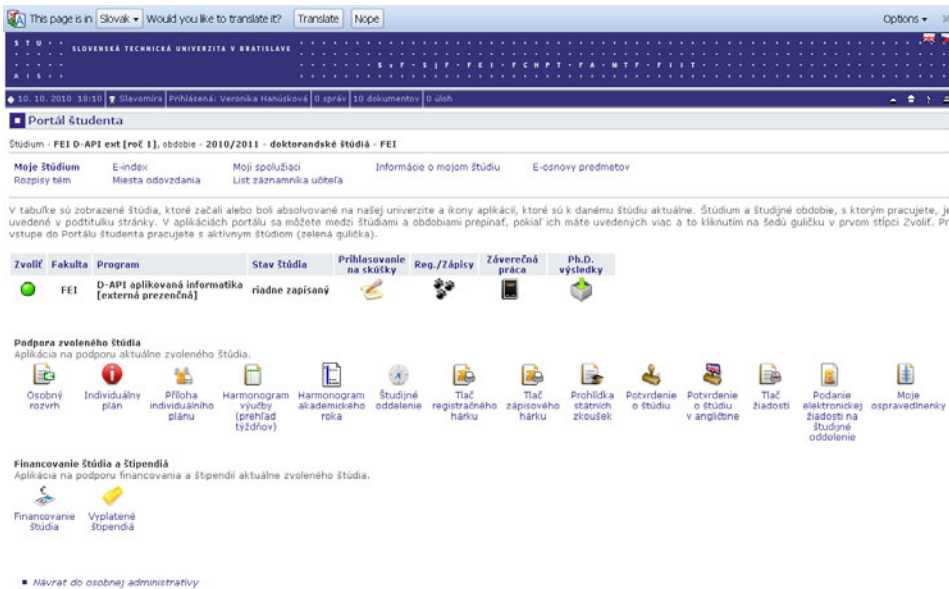 This page is in Slovak Would you like to translate it? Translate Nope Options
S T U
SLOVENSKÁ TECHNICKÁ UNIVERZITA V BRATISLAVE
S v F · S j F · F E I · F C H P T · F A · M T F · F I I T
A I S
10. 10. 2010 18:10 Slavomíra Prihlásená: Veronika Hanúsková 0 správ 10 dokumentov 0 úloh
Portál študenta
Štúdium - FEI D-API ext [roč 1], obdobie - 2010/2011 - doktorandské štúdiá - FEI
Moje štúdium E-index Moji spolužiaci Informácie o mojom štúdiu E-osnovy predmetov
Rozpisy tém Miesta odovzdania List záznamníka učiteľa
V tabuľke sú zobrazené štúdia, ktoré začali alebo boli absolvované na našej univerzite a ikony aplikácií, ktoré sú k danému štúdiu aktuálne. Štúdium a študijné obdobie, s ktorým pracujete, je
uvedené v podtitulku stránky. V aplikáciách portálu sa môžete medzi štúdiami a obdobiami prepínať, pokiaľ ich máte uvedených viac a to kliknutím na šedú guličku v prvom stĺpci Zvoliť. Pr
vstupe do Portálu študenta pracujete s aktívnym štúdiom (zelená gulička).
Zvoliť Fakulta Program Stav štúdia Prihlasovanie na skúšky Reg./Zápisy Záverečná práca Ph.D. výsledky
FEI D-API aplikovaná informatika [externá prezenčná] riadne zapísaný
Podpora zvoleného štúdia
Aplikácia na podporu aktuálne zvoleného štúdia.
Osobný rozvrh
Individuálny plán
Příloha individuálního plánu
Harmonogram výučby (prehľad týždňov)
Harmonogram akademického roka
Študijné oddelenie
Tlač registračného hárku
Tlač zápisového hárku
Prohlídka státních zkoušek
Potvrdenie o štúdiu
Potvrdenie o štúdiu v angličtine
Tlač žiadostí
Podanie elektronickej žiadosti na študijné oddelenie
Moje ospravedlnenky
Financovanie štúdia a štipendiá
Aplikácia na podporu financovania a štipendií aktuálne zvoleného štúdia.
Financovanie štúdia
Vyplatené štipendiá
Návrat do osobnej administratívy